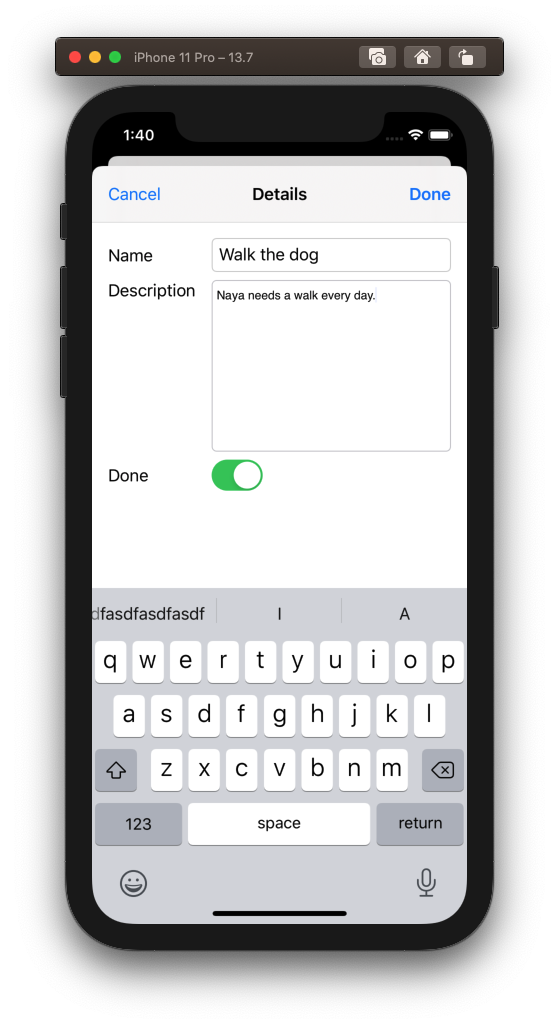 iPhone 11 Pro – 13.7
1:40
Cancel Details Done
Name Walk the dog
Description Naya needs a walk every day.
Done
dfasdfasdfasdf I A
q w e r t y u i o p
a s d f g h j k l
z x c v b n m
123 space return